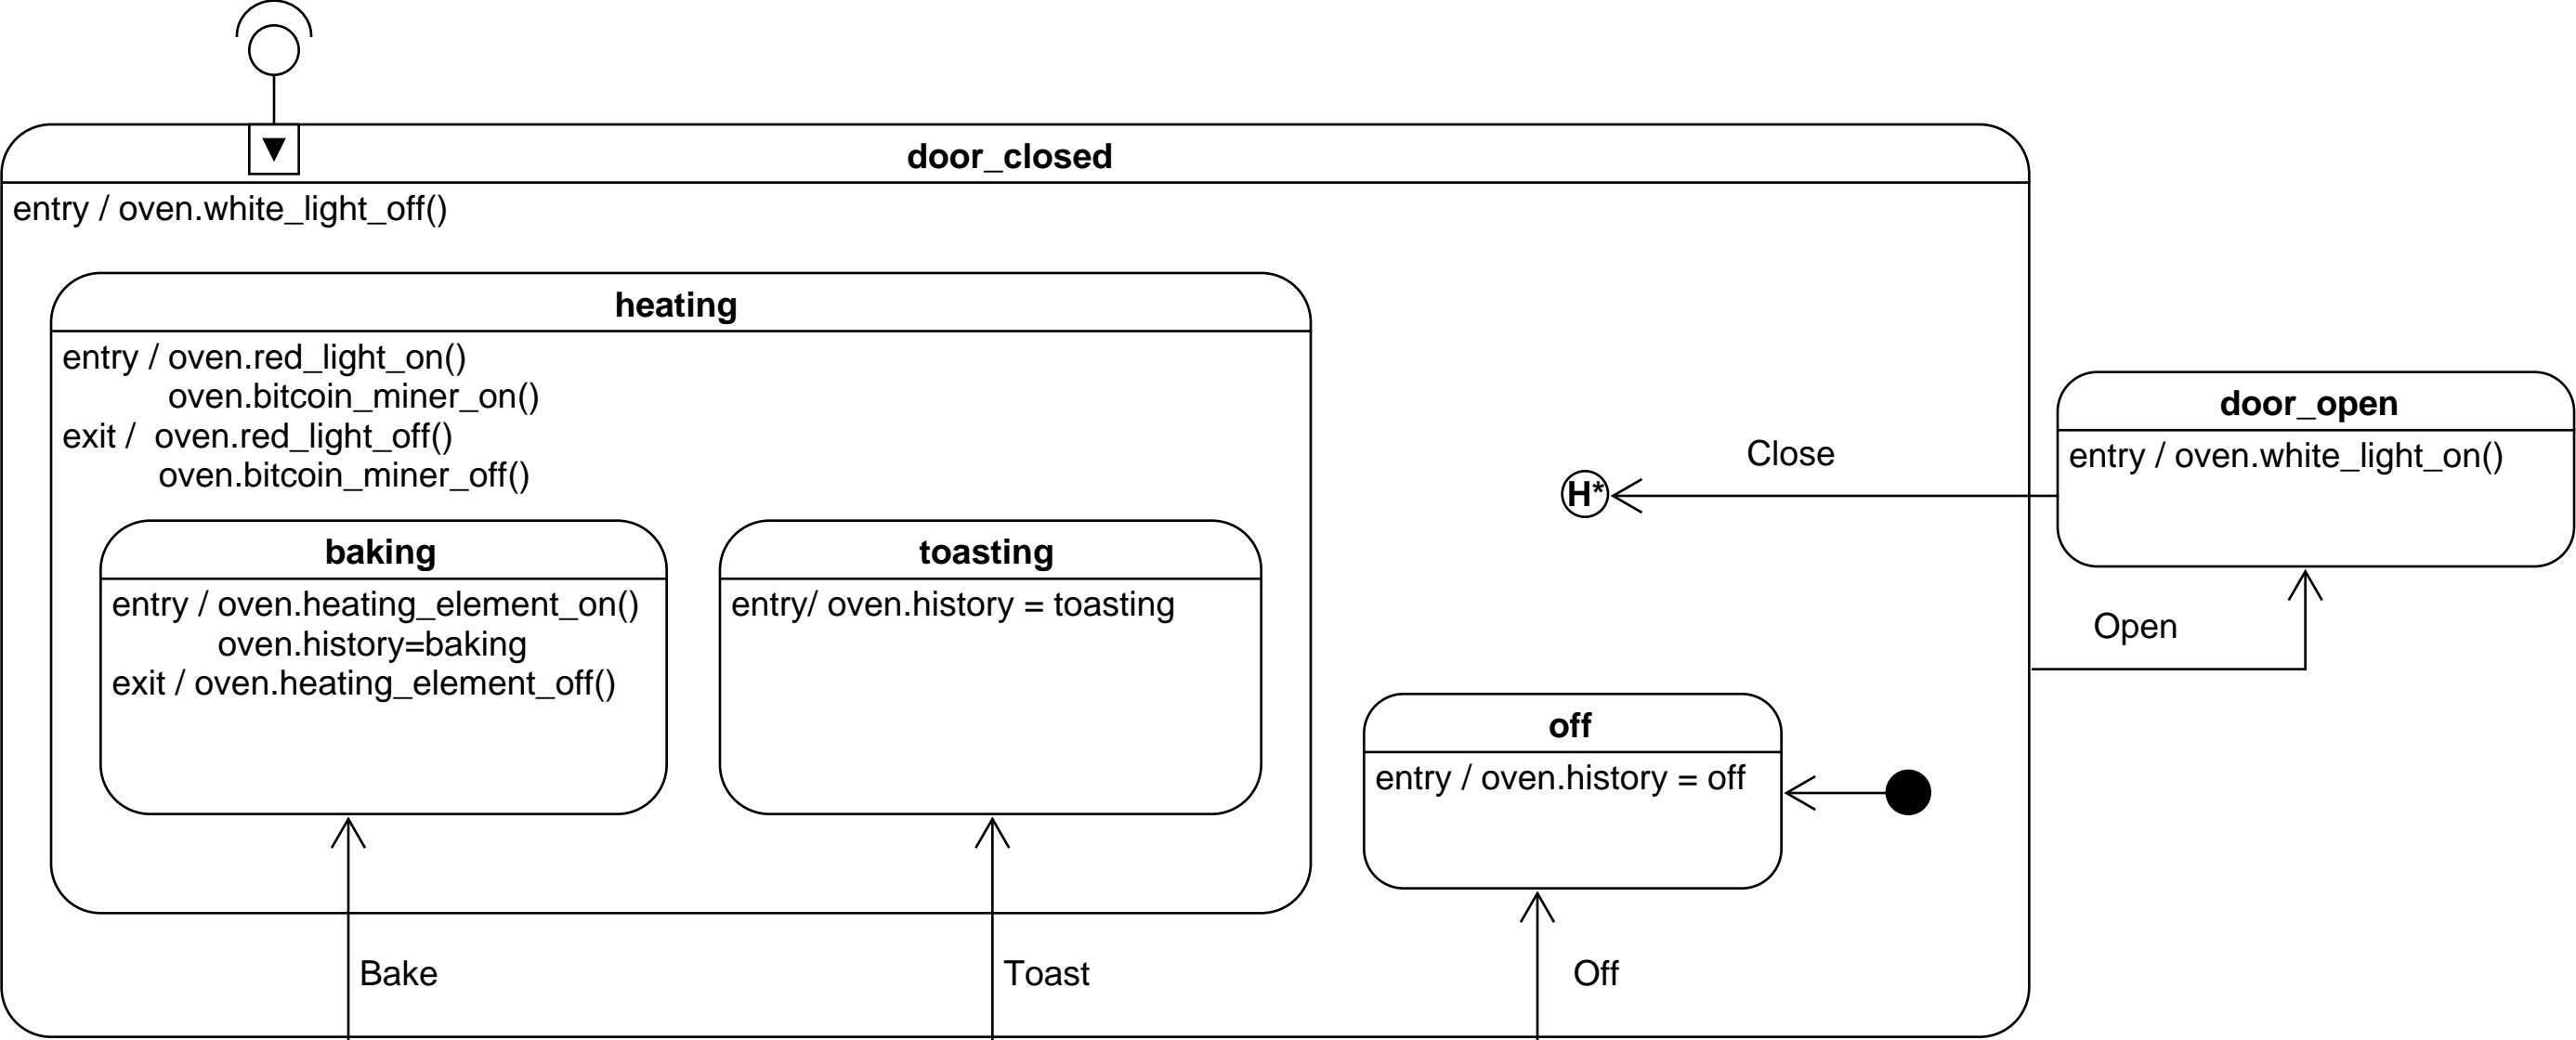 door_closed
entry / oven.white_light_off()
heating
entry / oven.red_light_on()
oven.bitcoin_miner_on()
exit / oven.red_light_off()
oven.bitcoin_miner_off()
door_open
entry / oven.white_light_on()
Close
H*
baking
entry / oven.heating_element_on()
oven.history=baking
exit / oven.heating_element_off()
toasting
entry/ oven.history = toasting
Open
off
entry / oven.history = off
Bake
Toast
Off